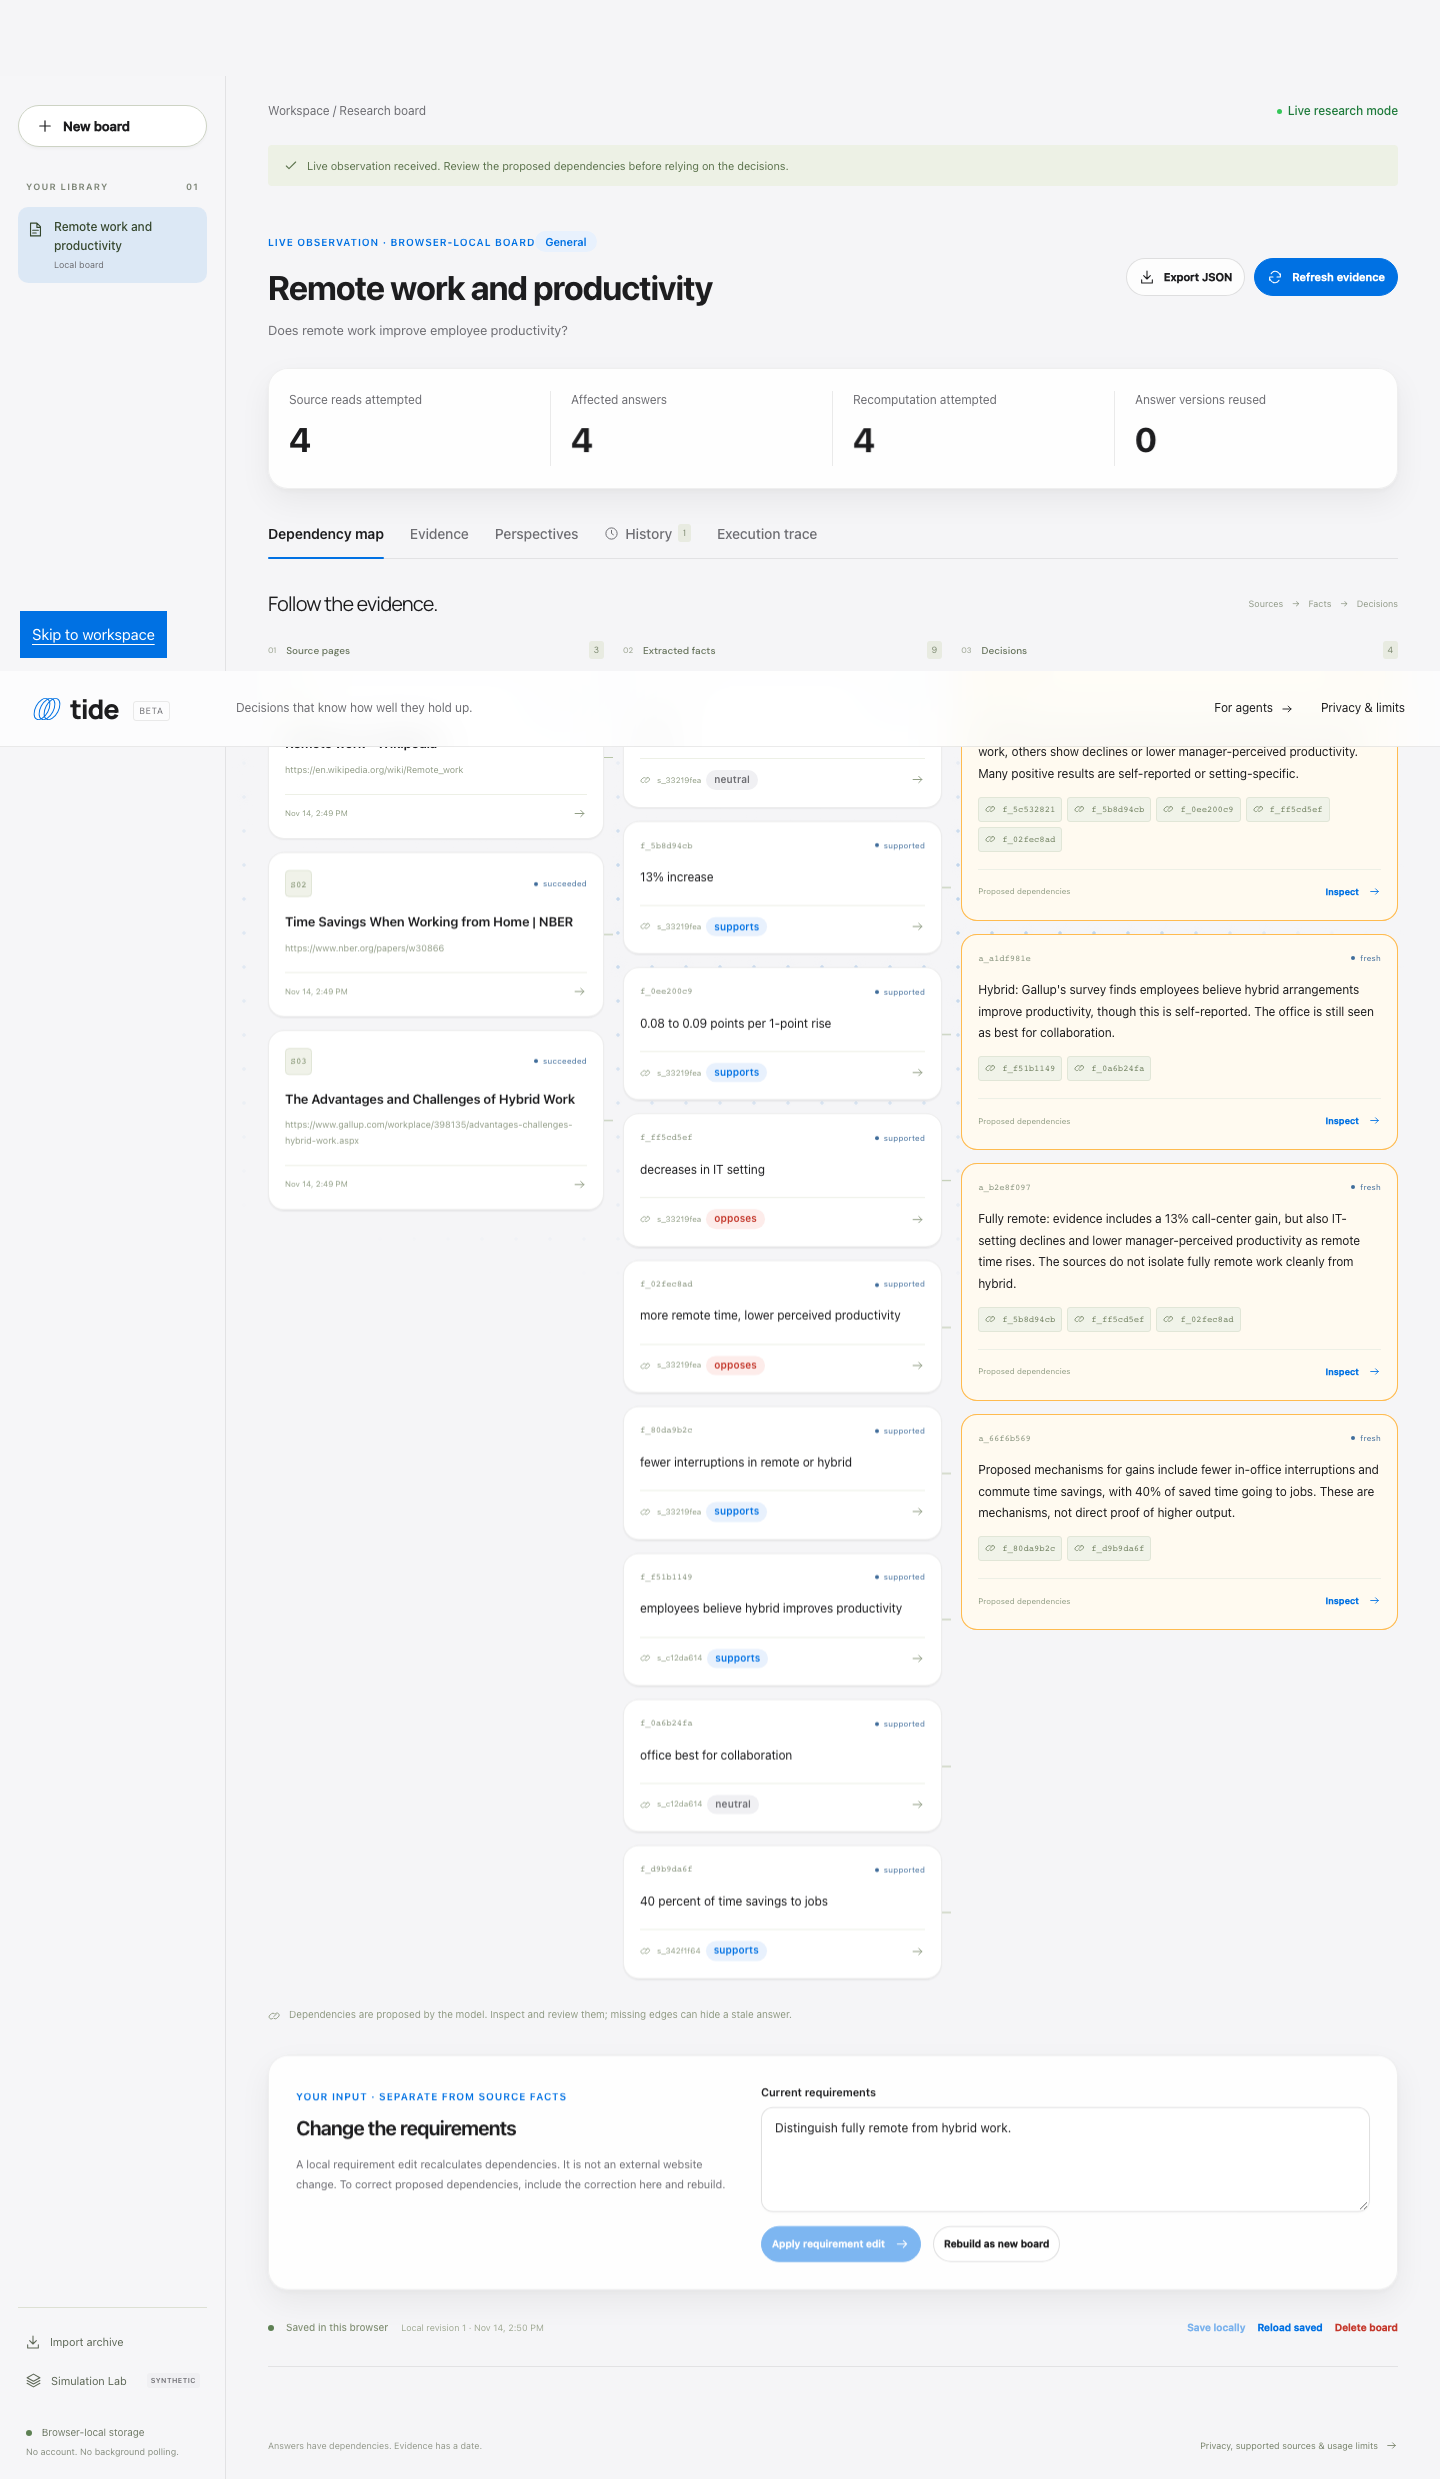 New board
YOUR LIBRARY 01
Remote work and
productivity
Local board
Workspace / Research board
Live research mode
Live observation received. Review the proposed dependencies before relying on the decisions.
LIVE OBSERVATION · BROWSER-LOCAL BOARD General
Remote work and productivity
Does remote work improve employee productivity?
Export JSON
Refresh evidence
Source reads attempted
4
Affected answers
4
Recomputation attempted
4
Answer versions reused
0
Dependency map
Evidence
Perspectives
History 1
Execution trace
Follow the evidence.
Sources → Facts → Decisions
01 Source pages 3
02 Extracted facts 9
03 Decisions 4
Skip to workspace
tide BETA
Decisions that know how well they hold up.
For agents →
Privacy & limits
Remote work - Wikipedia
https://en.wikipedia.org/wiki/Remote_work
Nov 14, 2:49 PM →
S02 succeeded
Time Savings When Working from Home | NBER
https://www.nber.org/papers/w30866
Nov 14, 2:49 PM →
S03 succeeded
The Advantages and Challenges of Hybrid Work
https://www.gallup.com/workplace/398135/advantages-challenges-
hybrid-work.aspx
Nov 14, 2:49 PM →
s_33219fea neutral →
f_5b8d94cb supported
13% increase
s_33219fea supports →
f_0ee200c9 supported
0.08 to 0.09 points per 1-point rise
s_33219fea supports →
f_ff5cd5ef supported
decreases in IT setting
s_33219fea opposes →
f_02fec8ad supported
more remote time, lower perceived productivity
s_33219fea opposes →
f_80da9b2c supported
fewer interruptions in remote or hybrid
s_33219fea supports →
f_f51b1149 supported
employees believe hybrid improves productivity
s_c12da614 supports →
f_0a6b24fa supported
office best for collaboration
s_c12da614 neutral →
f_d9b9da6f supported
40 percent of time savings to jobs
s_342f1f64 supports →
work, others show declines or lower manager-perceived productivity.
Many positive results are self-reported or setting-specific.
f_5c532821 f_5b8d94cb f_0ee200c9 f_ff5cd5ef
f_02fec8ad
Proposed dependencies Inspect →
a_a1df981e fresh
Hybrid: Gallup's survey finds employees believe hybrid arrangements
improve productivity, though this is self-reported. The office is still seen
as best for collaboration.
f_f51b1149 f_0a6b24fa
Proposed dependencies Inspect →
a_b2e8f097 fresh
Fully remote: evidence includes a 13% call-center gain, but also IT-
setting declines and lower manager-perceived productivity as remote
time rises. The sources do not isolate fully remote work cleanly from
hybrid.
f_5b8d94cb f_ff5cd5ef f_02fec8ad
Proposed dependencies Inspect →
a_66f6b569 fresh
Proposed mechanisms for gains include fewer in-office interruptions and
commute time savings, with 40% of saved time going to jobs. These are
mechanisms, not direct proof of higher output.
f_80da9b2c f_d9b9da6f
Proposed dependencies Inspect →
Dependencies are proposed by the model. Inspect and review them; missing edges can hide a stale answer.
YOUR INPUT · SEPARATE FROM SOURCE FACTS
Change the requirements
A local requirement edit recalculates dependencies. It is not an external website
change. To correct proposed dependencies, include the correction here and rebuild.
Current requirements
Distinguish fully remote from hybrid work.
Apply requirement edit →
Rebuild as new board
Saved in this browser Local revision 1 · Nov 14, 2:50 PM
Save locally Reload saved Delete board
Import archive
Simulation Lab SYNTHETIC
Browser-local storage
No account. No background polling.
Answers have dependencies. Evidence has a date.
Privacy, supported sources & usage limits →